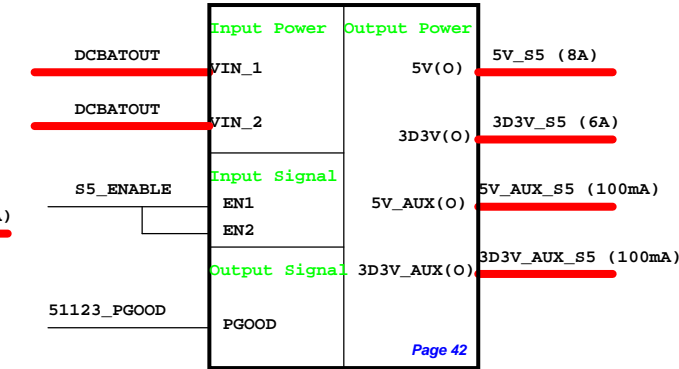 Input Power Output Power
DCBATOUT VIN_1 5V(O) 5V_S5 (8A)
DCBATOUT VIN_2 3D3V(O) 3D3V_S5 (6A)
Input Signal
S5_ENABLE EN1 5V_AUX(O) 5V_AUX_S5 (100mA)
EN2
)
Output Signal 3D3V_AUX(O) 3D3V_AUX_S5 (100mA)
51123_PGOOD PGOOD
Page 42